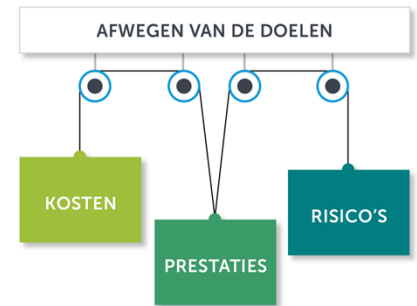 AFWEGEN VAN DE DOELEN
KOSTEN
PRESTATIES
RISICO'S